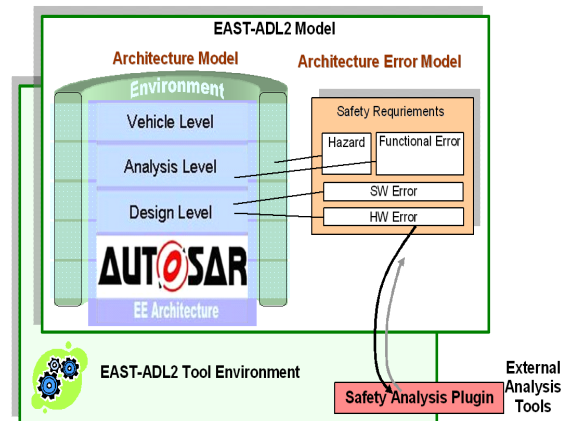 EAST-ADL2 Model
Architecture Model
Architecture Error Model
Environment
Vehicle Level
Analysis Level
Design Level
AUTOSAR
EE Architecture
Safety Requriements
Hazard
Functional Error
SW Error
HW Error
EAST-ADL2 Tool Environment
Safety Analysis Plugin
External
Analysis
Tools